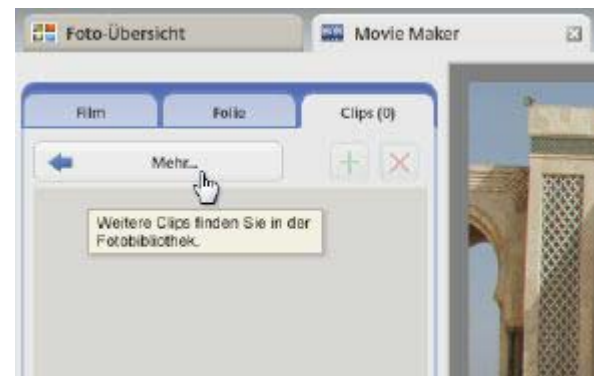 Foto-Übersicht
Movie Maker
Film
Folie
Clips (0)
Mehr...
Weitere Clips finden Sie in der
Fotobibliothek.